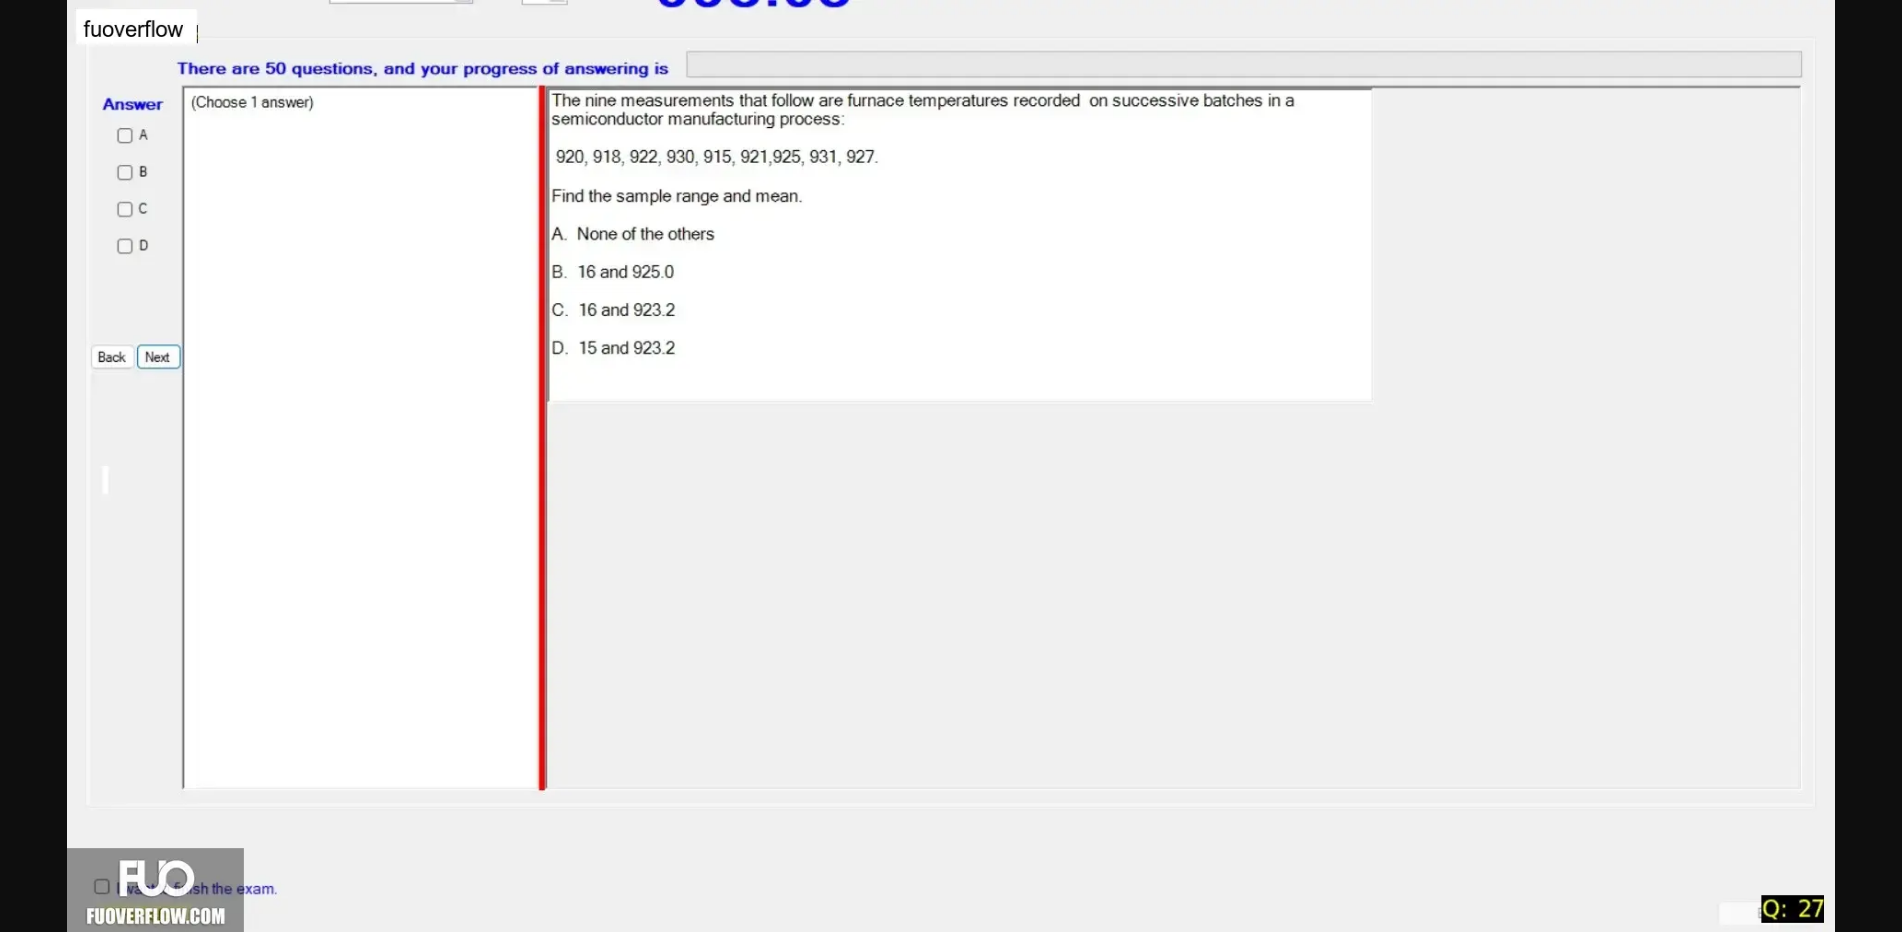 fuoverflow
There are 50 questions, and your progress of answering is
Answer
(Choose 1 answer)
A
B
C
D
Back Next
The nine measurements that follow are furnace temperatures recorded on successive batches in a
semiconductor manufacturing process:
920, 918, 922, 930, 915, 921,925, 931, 927.
Find the sample range and mean.
A. None of the others
B. 16 and 925.0
C. 16 and 923.2
D. 15 and 923.2
FUO
the exam.
FUOVERFLOW.COM
Q: 27